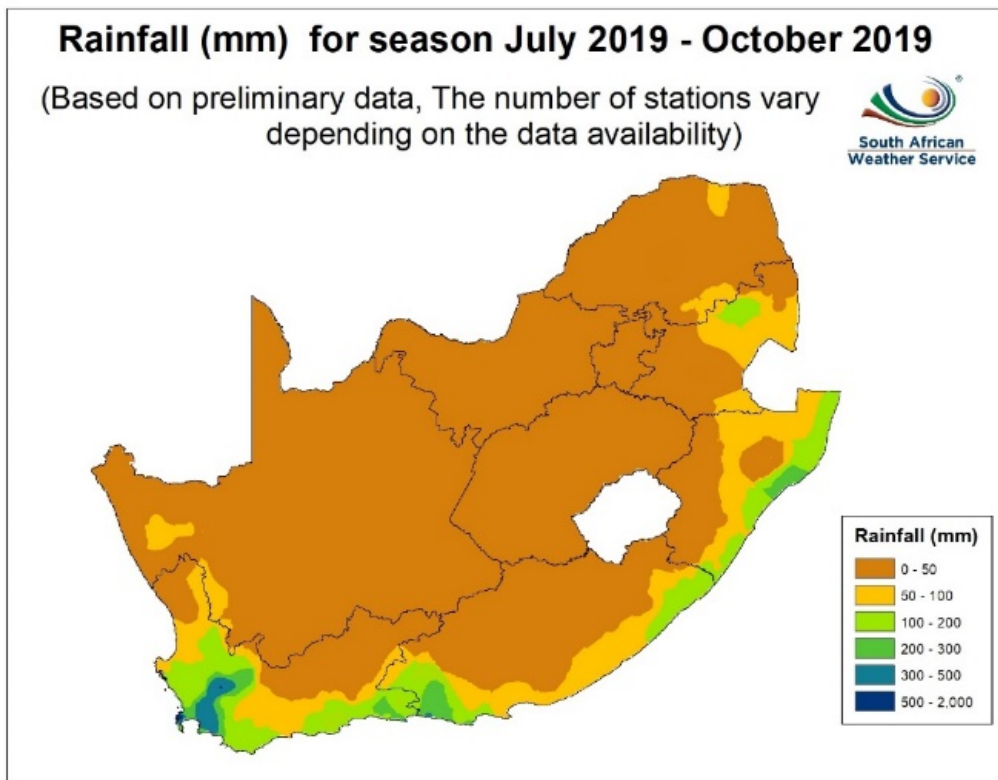 Rainfall (mm) for season July 2019 - October 2019
(Based on preliminary data, The number of stations vary
depending on the data availability)
®
South African
Weather Service
Rainfall (mm)
0 - 50
50 - 100
100 - 200
200 - 300
300 - 500
500 - 2,000